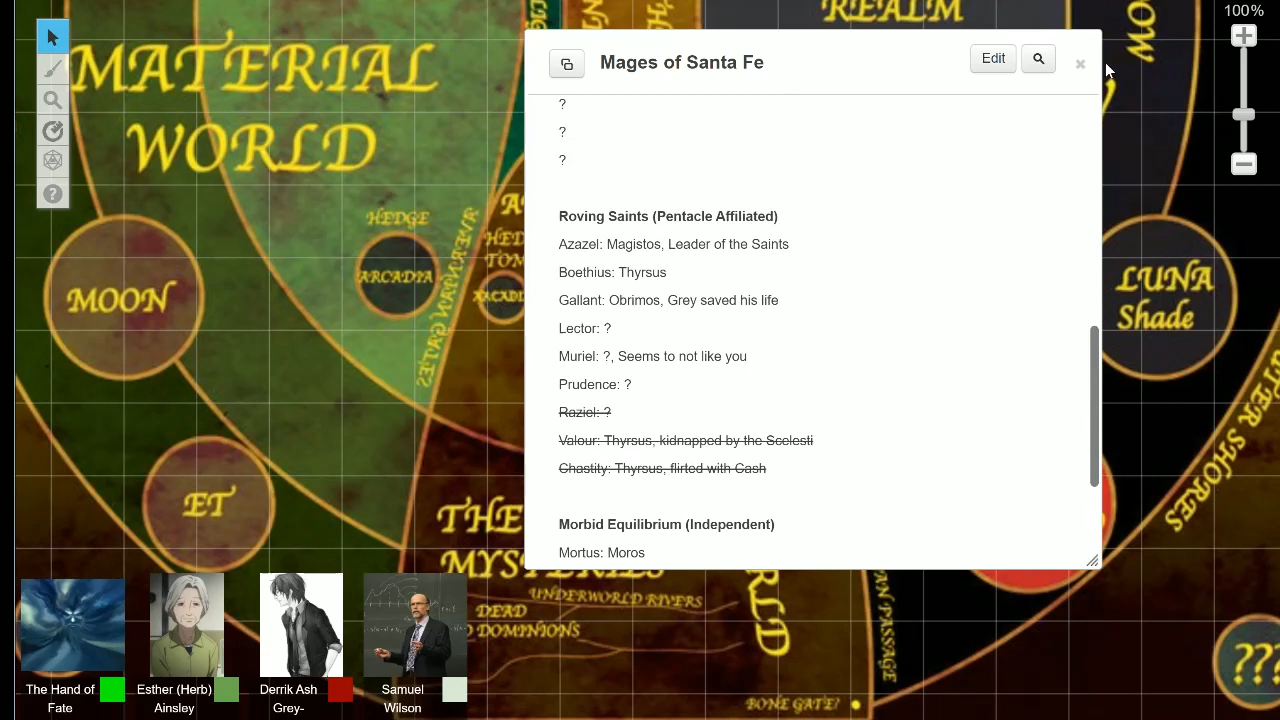 100%
REALM
MATERIAL
WORLD
Mages of Santa Fe
Edit
?
?
?
Roving Saints (Pentacle Affiliated)
Azazel: Magistos, Leader of the Saints
Boethius: Thyrsus
Gallant: Obrimos, Grey saved his life
Lector: ?
Muriel: ?, Seems to not like you
Prudence: ?
Raziel: ?
Valour: Thyrsus, kidnapped by the Scelesti
Chastity: Thyrsus, flirted with Cash
Morbid Equilibrium (Independent)
Mortus: Moros
HEDGE
ARCADIA
AVERNIAN GATES
MOON
ET
LUNA
Shade
OUTER SHORES
THE
MYSTERIES
UNDERWORLD RIVERS
DEAD
DOMINIONS
BONE GATE?
???
The Hand of
Fate
Esther (Herb)
Ainsley
Derrik Ash
Grey-
Samuel
Wilson